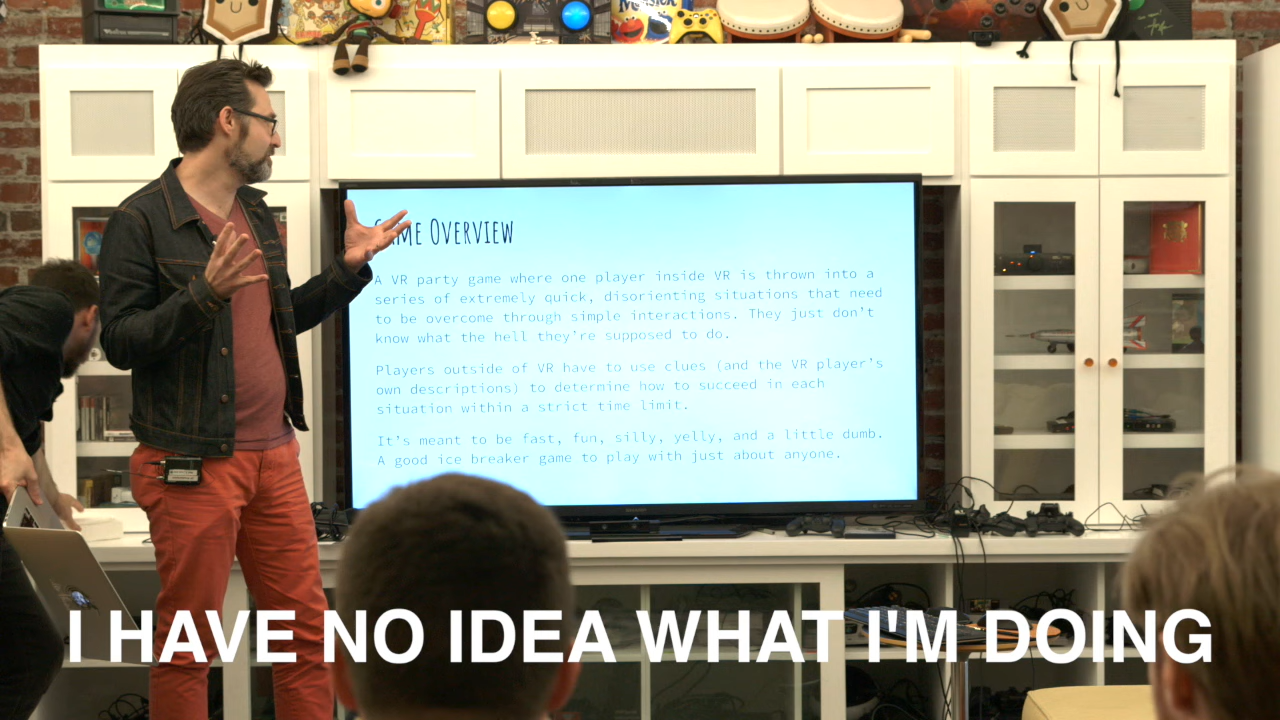 GAME OVERVIEW
A VR party game where one player inside VR is thrown into a
series of extremely quick, disorienting situations that need
to be overcome through simple interactions. They just don't
know what the hell they're supposed to do.
Players outside of VR have to use clues (and the VR player's
own descriptions) to determine how to succeed in each
situation within a strict time limit.
It's meant to be fast, fun, silly, yelly, and a little dumb.
A good ice breaker game to play with just about anyone.
I HAVE NO IDEA WHAT I'M DOING